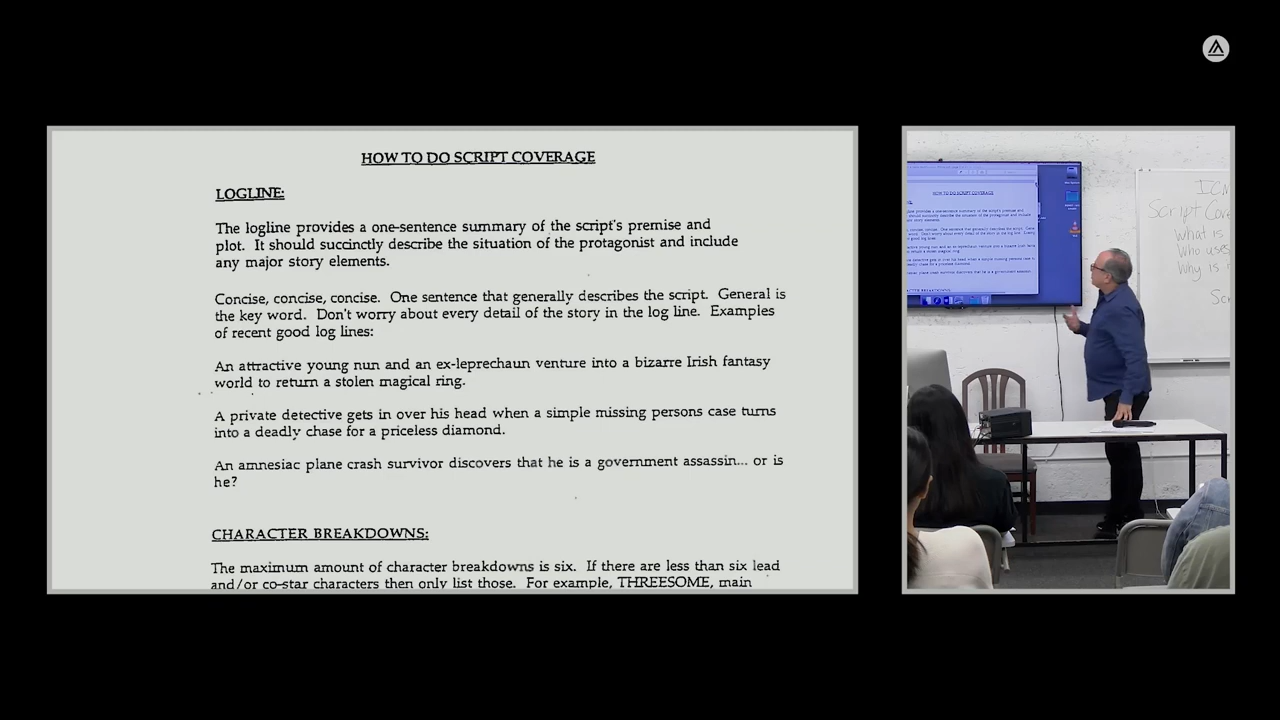 HOW TO DO SCRIPT COVERAGE
LOGLINE:
The logline provides a one-sentence summary of the script's premise and
plot. It should succinctly describe the situation of the protagonist and include
any major story elements.
Concise, concise, concise. One sentence that generally describes the script. General is
the key word. Don't worry about every detail of the story in the log line. Examples
of recent good log lines:
An attractive young nun and an ex-leprechaun venture into a bizarre Irish fantasy
world to return a stolen magical ring.
A private detective gets in over his head when a simple missing persons case turns
into a deadly chase for a priceless diamond.
An amnesiac plane crash survivor discovers that he is a government assassin... or is
he?
CHARACTER BREAKDOWNS:
The maximum amount of character breakdowns is six. If there are less than six lead
and/or co-star characters then only list those. For example, THREESOME, main
HOW TO DO SCRIPT COVERAGE
Script Cov
What is
Who uses
Why is
Sc